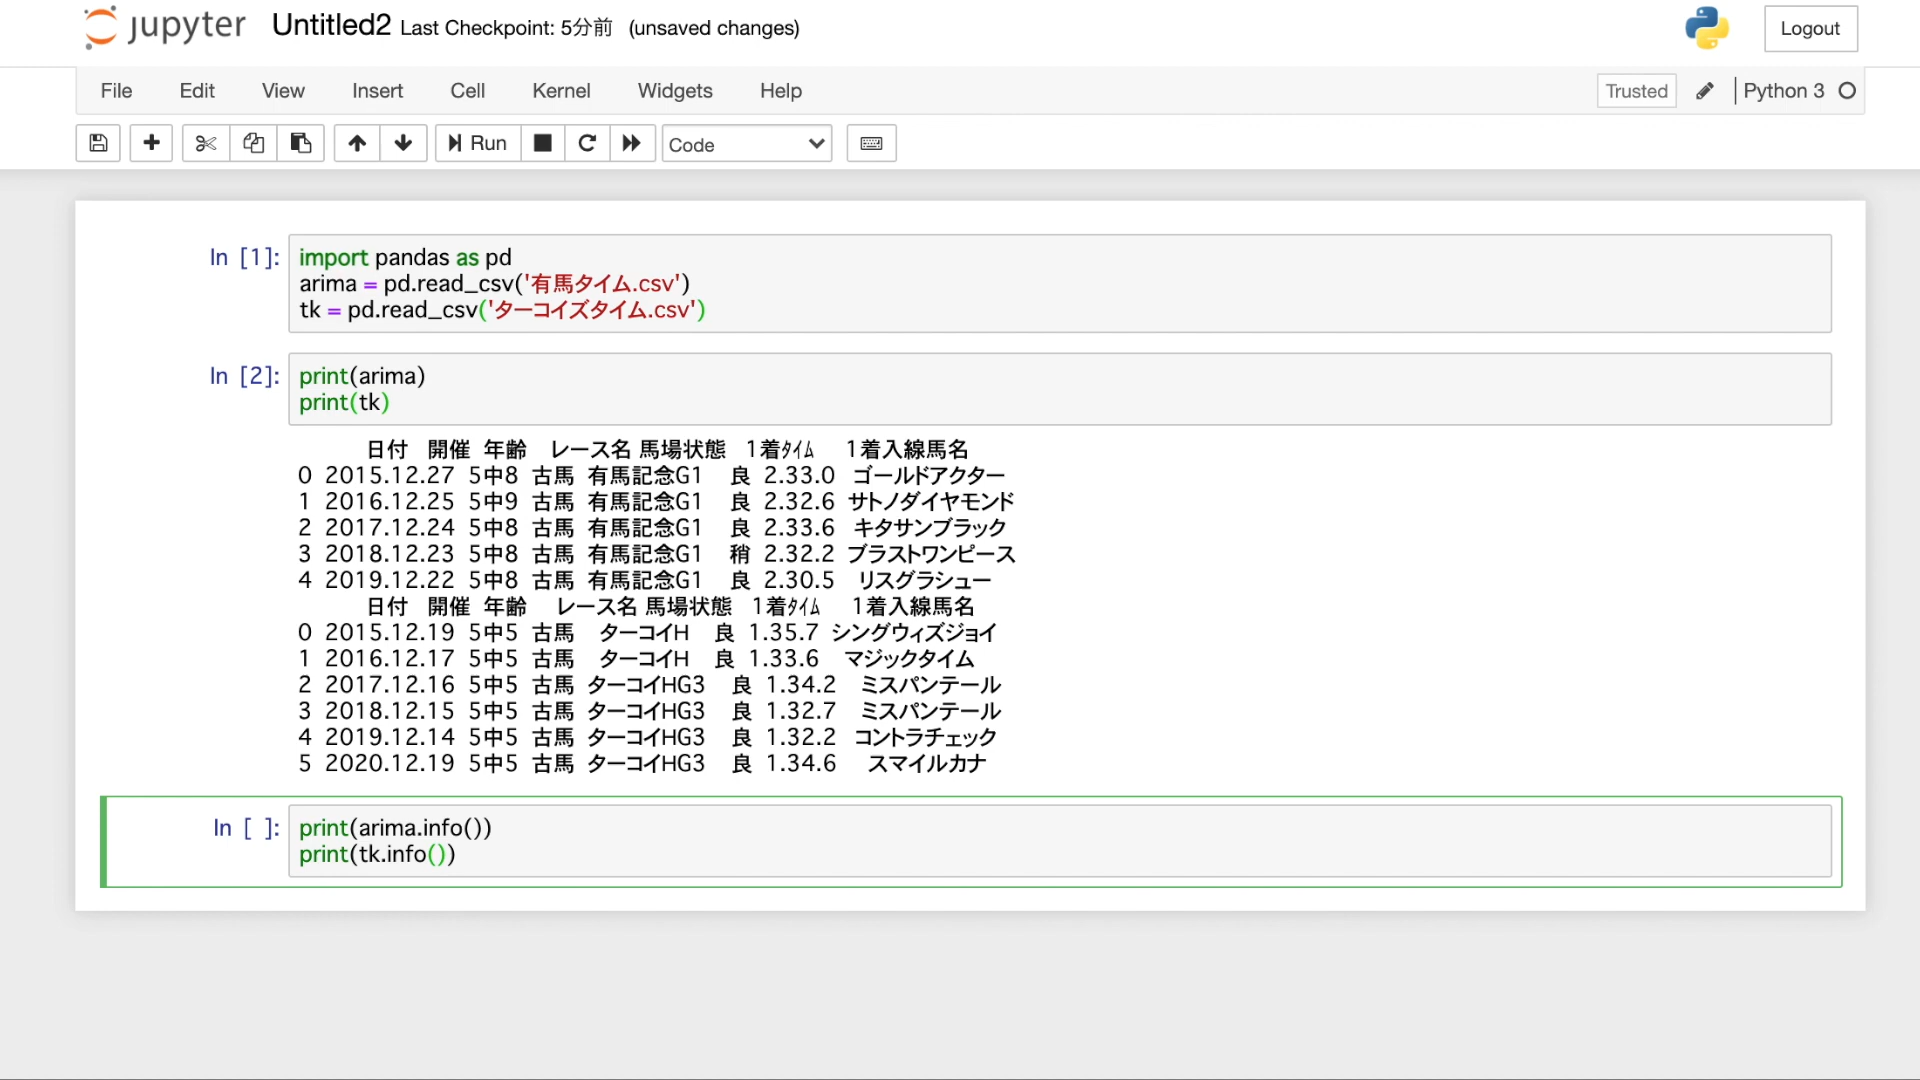 jupyter Untitled2 Last Checkpoint: 5分前 (unsaved changes) Logout
File Edit View Insert Cell Kernel Widgets Help Trusted Python 3
Run Code
In [1]: import pandas as pd
arima = pd.read_csv('有馬タイム.csv')
tk = pd.read_csv('ターコイズタイム.csv')
In [2]: print(arima)
print(tk)
日付 開催 年齢 レース名 馬場状態 1着ﾀｲﾑ 1着入線馬名
0 2015.12.27 5中8 古馬 有馬記念G1 良 2.33.0 ゴールドアクター
1 2016.12.25 5中9 古馬 有馬記念G1 良 2.32.6 サトノダイヤモンド
2 2017.12.24 5中8 古馬 有馬記念G1 良 2.33.6 キタサンブラック
3 2018.12.23 5中8 古馬 有馬記念G1 稍 2.32.2 ブラストワンピース
4 2019.12.22 5中8 古馬 有馬記念G1 良 2.30.5 リスグラシュー
日付 開催 年齢 レース名 馬場状態 1着ﾀｲﾑ 1着入線馬名
0 2015.12.19 5中5 古馬 ターコイH 良 1.35.7 シングウィズジョイ
1 2016.12.17 5中5 古馬 ターコイH 良 1.33.6 マジックタイム
2 2017.12.16 5中5 古馬 ターコイHG3 良 1.34.2 ミスパンテール
3 2018.12.15 5中5 古馬 ターコイHG3 良 1.32.7 ミスパンテール
4 2019.12.14 5中5 古馬 ターコイHG3 良 1.32.2 コントラチェック
5 2020.12.19 5中5 古馬 ターコイHG3 良 1.34.6 スマイルカナ
In [ ]: print(arima.info())
print(tk.info())